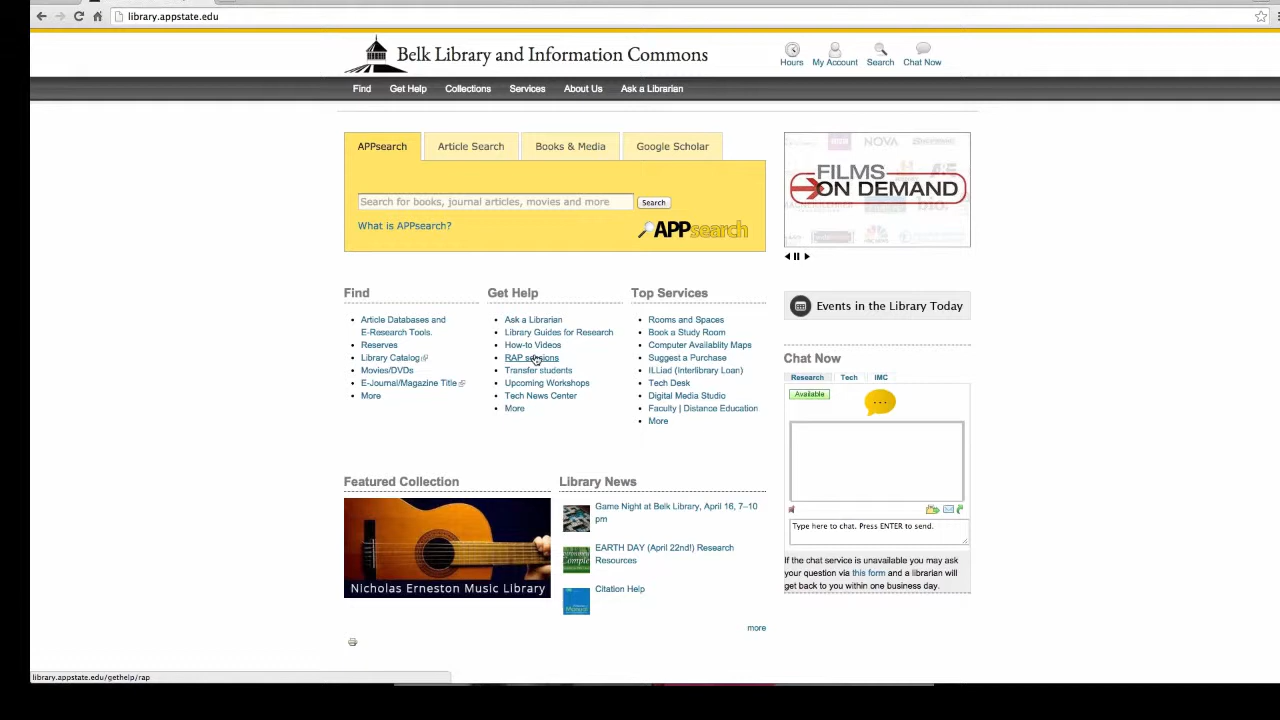 library.appstate.edu
Belk Library and Information Commons
Hours My Account Search Chat Now
Find Get Help Collections Services About Us Ask a Librarian
APPsearch Article Search Books & Media Google Scholar
Search for books, journal articles, movies and more Search
What is APPsearch?
APPsearch
NOVA
FILMS
ON DEMAND
bio.
Events in the Library Today
Find
Article Databases and
E-Research Tools.
Reserves
Library Catalog
Movies/DVDs
E-Journal/Magazine Title
More
Get Help
Ask a Librarian
Library Guides for Research
How-to Videos
RAP sessions
Transfer students
Upcoming Workshops
Tech News Center
More
Top Services
Rooms and Spaces
Book a Study Room
Computer Availablity Maps
Suggest a Purchase
ILLiad (Interlibrary Loan)
Tech Desk
Digital Media Studio
Faculty | Distance Education
More
Chat Now
Research Tech IMC
Available
Type here to chat. Press ENTER to send.
If the chat service is unavailable you may ask
your question via this form and a librarian will
get back to you within one business day.
Featured Collection
Nicholas Erneston Music Library
Library News
Game Night at Belk Library, April 16, 7–10
pm
EARTH DAY (April 22nd!) Research
Resources
Citation Help
more
library.appstate.edu/gethelp/rap